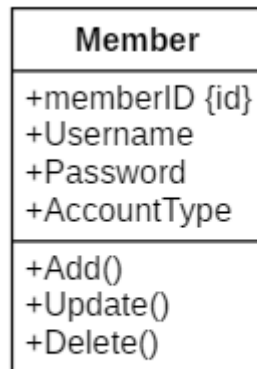 Member
+memberID {id}
+Username
+Password
+AccountType
+Add()
+Update()
+Delete()